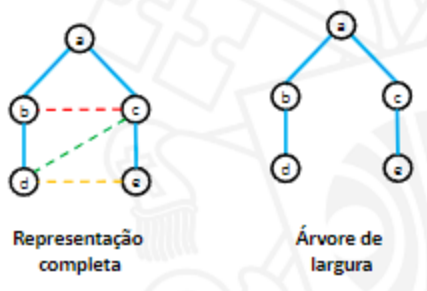 a
a
b
c
b
c
d
e
d
e
Representação
completa
Árvore de
largura